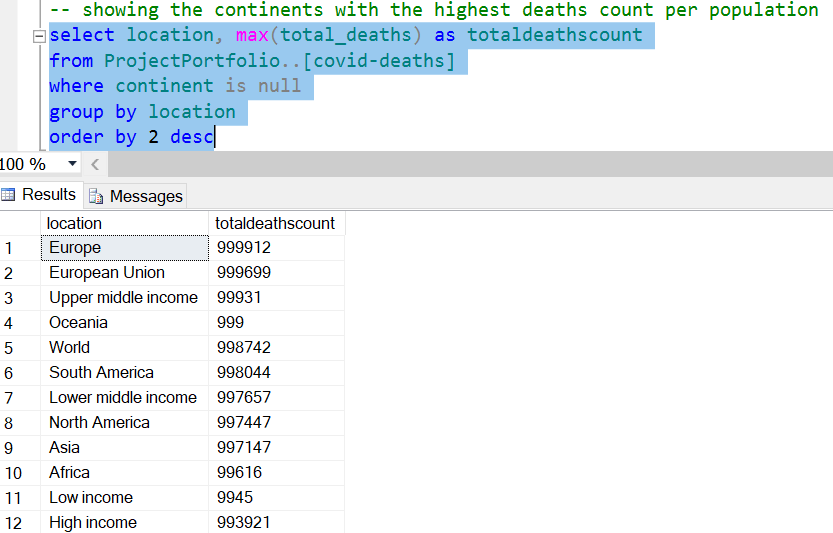 -- showing the continents with the highest deaths count per population
select location, max(total_deaths) as totaldeathscount
from ProjectPortfolio..[covid-deaths]
where continent is null
group by location
order by 2 desc
100 %
Results Messages
location totaldeathscount
1 Europe 999912
2 European Union 999699
3 Upper middle income 99931
4 Oceania 999
5 World 998742
6 South America 998044
7 Lower middle income 997657
8 North America 997447
9 Asia 997147
10 Africa 99616
11 Low income 9945
12 High income 993921